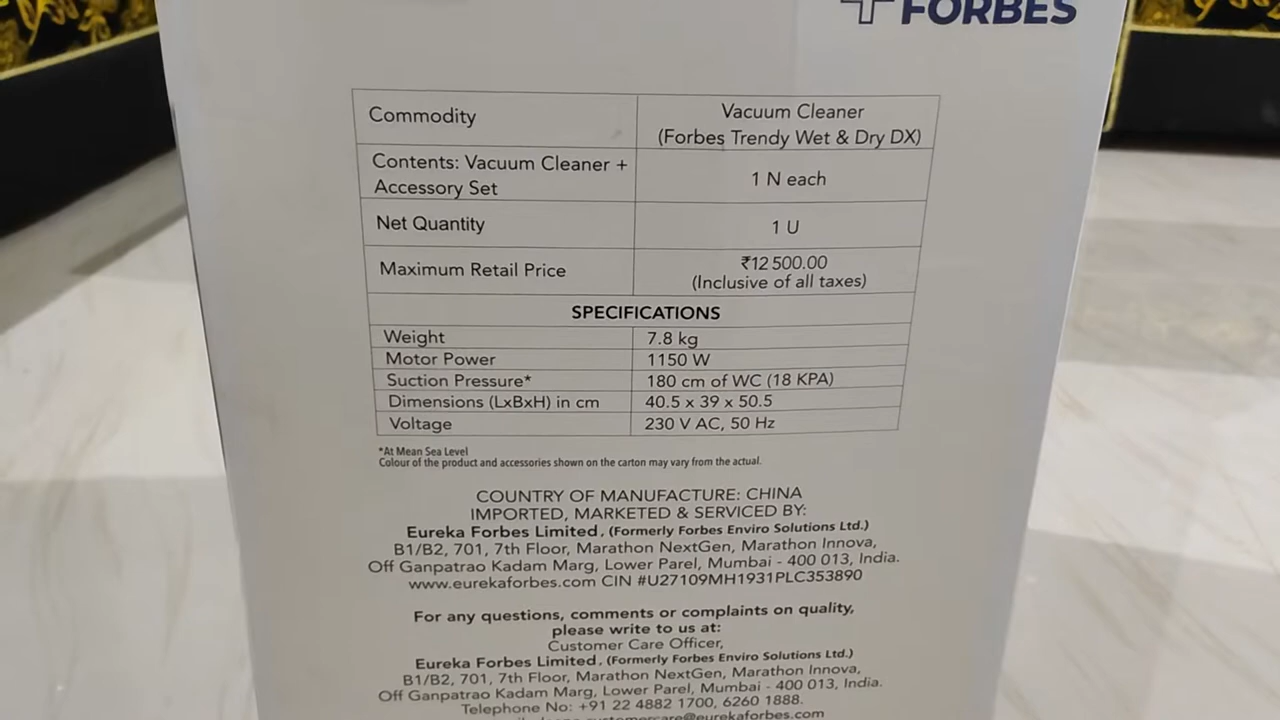 FORBES
Commodity
Vacuum Cleaner
(Forbes Trendy Wet & Dry DX)
Contents: Vacuum Cleaner +
Accessory Set
1 N each
Net Quantity
1 U
Maximum Retail Price
₹12 500.00
(Inclusive of all taxes)
SPECIFICATIONS
Weight
7.8 kg
Motor Power
1150 W
Suction Pressure*
180 cm of WC (18 KPA)
Dimensions (LxBxH) in cm
40.5 x 39 x 50.5
Voltage
230 V AC, 50 Hz
*At Mean Sea Level
Colour of the product and accessories shown on the carton may vary from the actual.
COUNTRY OF MANUFACTURE: CHINA
IMPORTED, MARKETED & SERVICED BY:
Eureka Forbes Limited, (Formerly Forbes Enviro Solutions Ltd.)
B1/B2, 701, 7th Floor, Marathon NextGen, Marathon Innova,
Off Ganpatrao Kadam Marg, Lower Parel, Mumbai - 400 013, India.
www.eurekaforbes.com CIN #U27109MH1931PLC353890
For any questions, comments or complaints on quality,
please write to us at:
Customer Care Officer,
Eureka Forbes Limited, (Formerly Forbes Enviro Solutions Ltd.)
B1/B2, 701, 7th Floor, Marathon NextGen, Marathon Innova,
Off Ganpatrao Kadam Marg, Lower Parel, Mumbai - 400 013, India.
Telephone No: +91 22 4882 1700, 6260 1888.